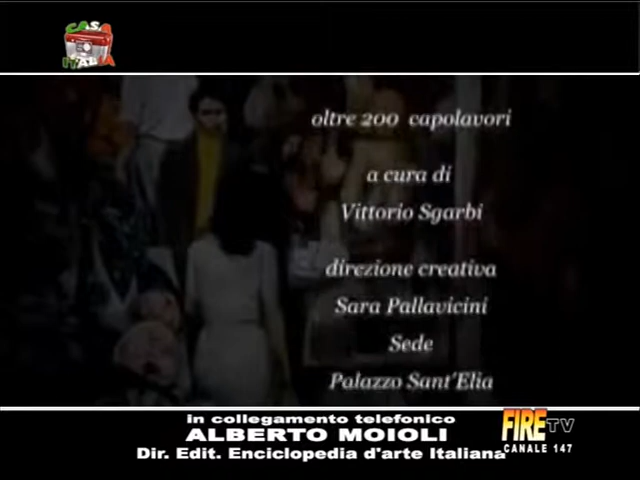 CASA
ITALIA
oltre 200 capolavori
a cura di
Vittorio Sgarbi
direzione creativa
Sara Pallavicini
Sede
Palazzo Sant'Elia
in collegamento telefonico
ALBERTO MOIOLI
Dir. Edit. Enciclopedia d'arte Italiana
FIRE TV
CANALE 147